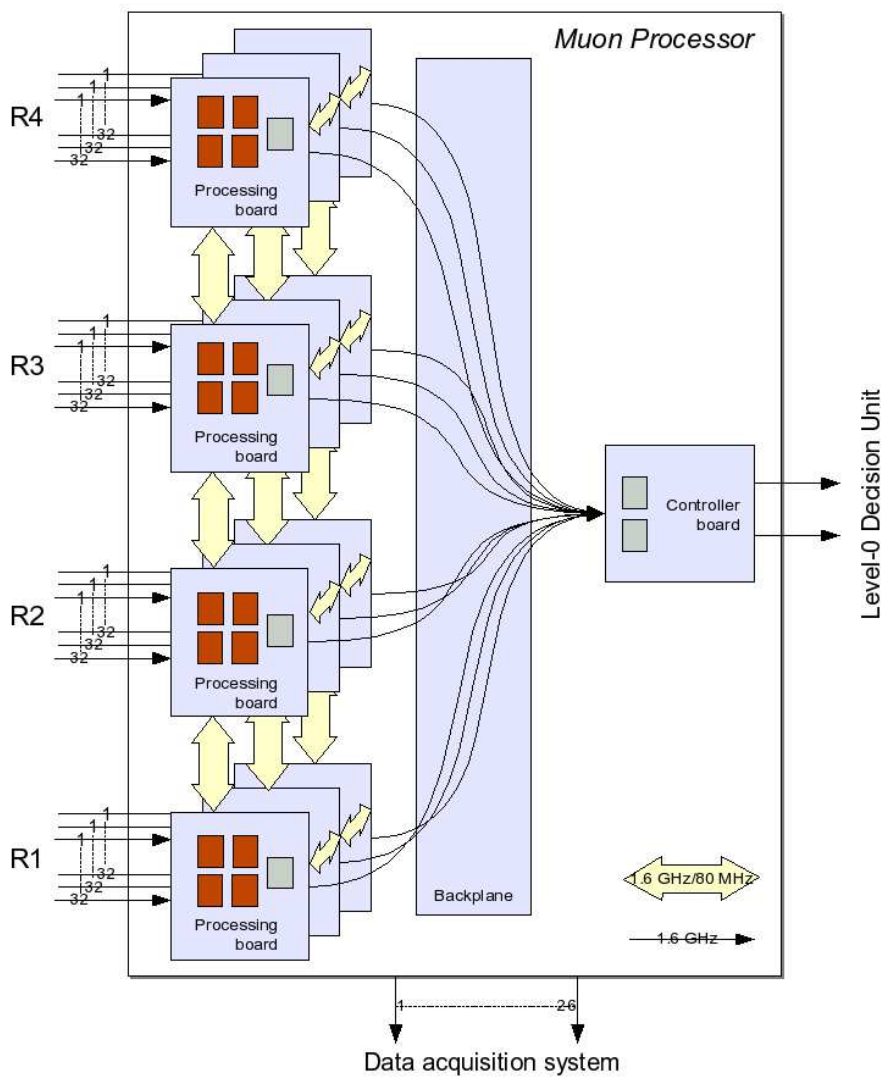 Muon Processor
R4
1
1
1
32
32
32
Processing
board
R3
1
1
1
32
32
32
Processing
board
Controller
board
Level-0 Decision Unit
R2
1
1
1
32
32
32
Processing
board
R1
1
1
1
32
32
32
Processing
board
Backplane
1.6 GHz/80 MHz
1.6 GHz
1
26
Data acquisition system